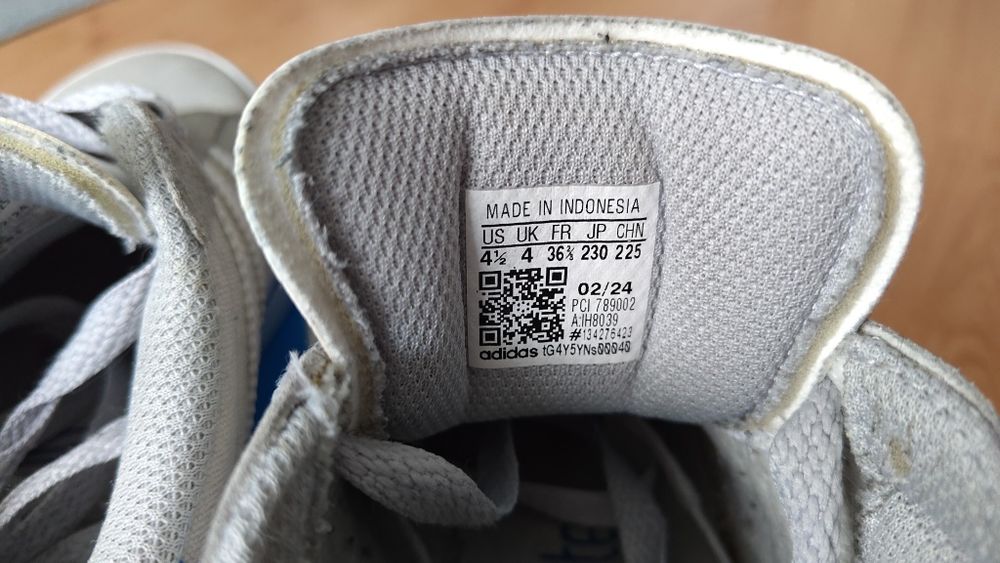 MADE IN INDONESIA
US UK FR JP CHN
4½ 4 36⅔ 230 225
02/24
PCI 789002
A:IH8039
#134276423
adidas tG4Y5YNs00040